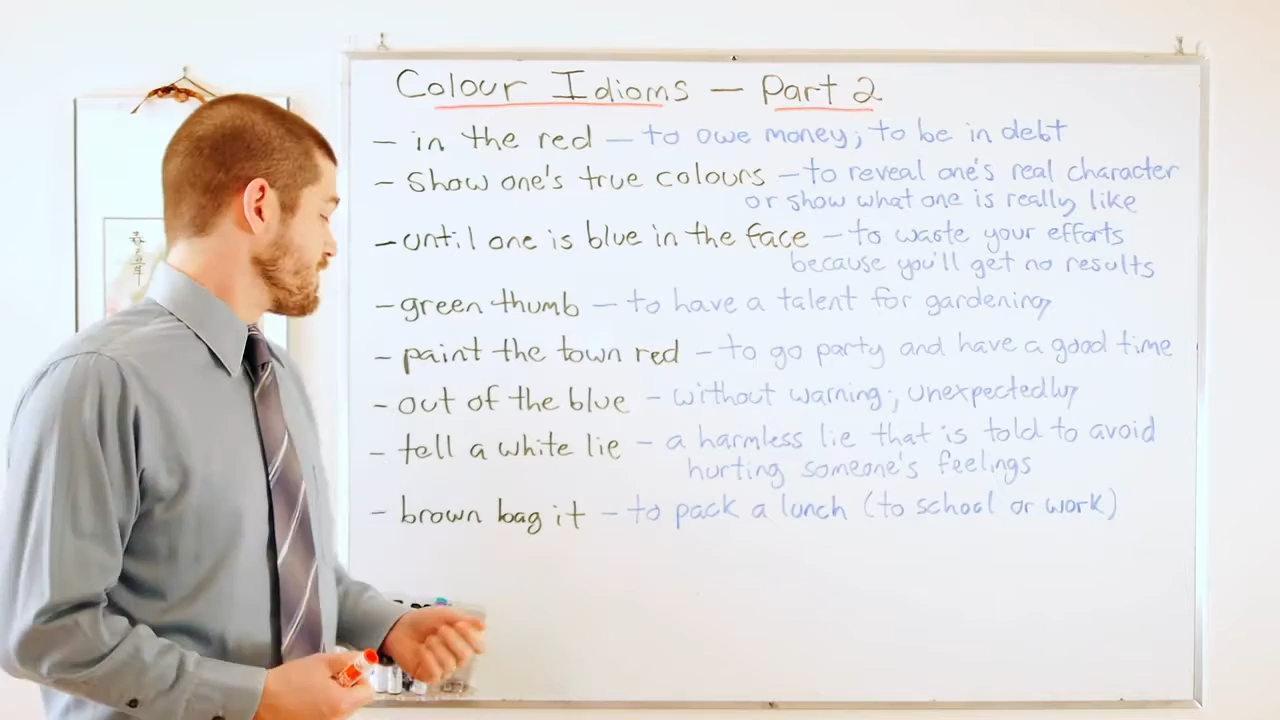 Colour Idioms - Part 2
- in the red - to owe money; to be in debt
- Show one's true colours - to reveal one's real character
or show what one is really like
- until one is blue in the face - to waste your efforts
because you'll get no results
- green thumb - to have a talent for gardening
- paint the town red - to go party and have a good time
- out of the blue - without warning; unexpectedly
- tell a white lie - a harmless lie that is told to avoid
hurting someone's feelings
- brown bag it - to pack a lunch (to school or work)